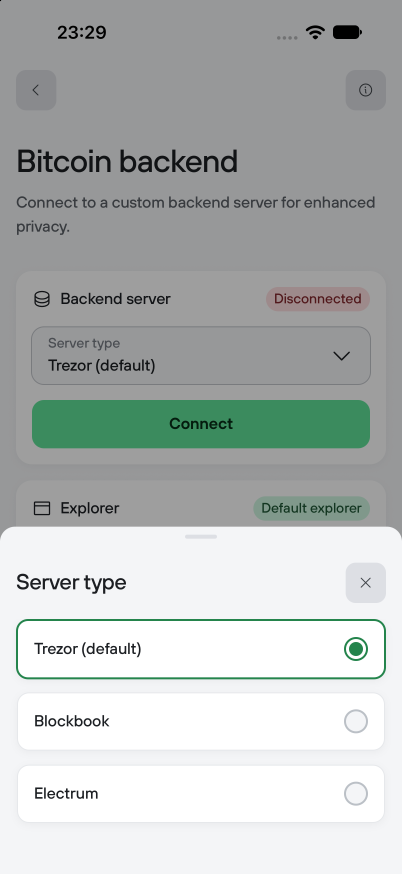 23:29
Bitcoin backend
Connect to a custom backend server for enhanced
privacy.
Backend server
Disconnected
Server type
Trezor (default)
Connect
Explorer
Default explorer
Server type
Trezor (default)
Blockbook
Electrum